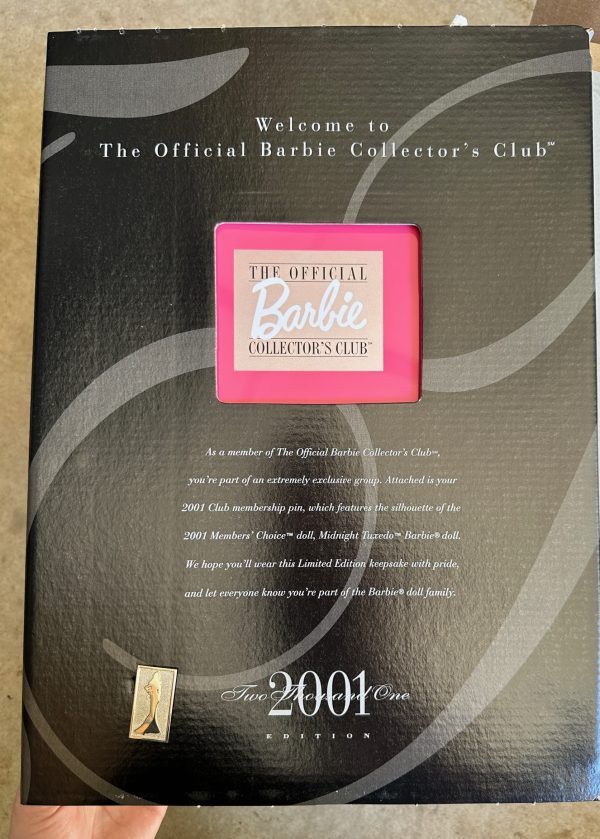 Welcome to
The Official Barbie Collector's Club℠
THE OFFICIAL
Barbie
COLLECTOR'S CLUB™
As a member of The Official Barbie Collector's Club℠,
you're part of an extremely exclusive group. Attached is your
2001 Club membership pin, which features the silhouette of the
2001 Members' Choice™ doll, Midnight Tuxedo™ Barbie® doll.
We hope you'll wear this Limited Edition keepsake with pride,
and let everyone know you're part of the Barbie® doll family.
Two Thousand One
2001
EDITION